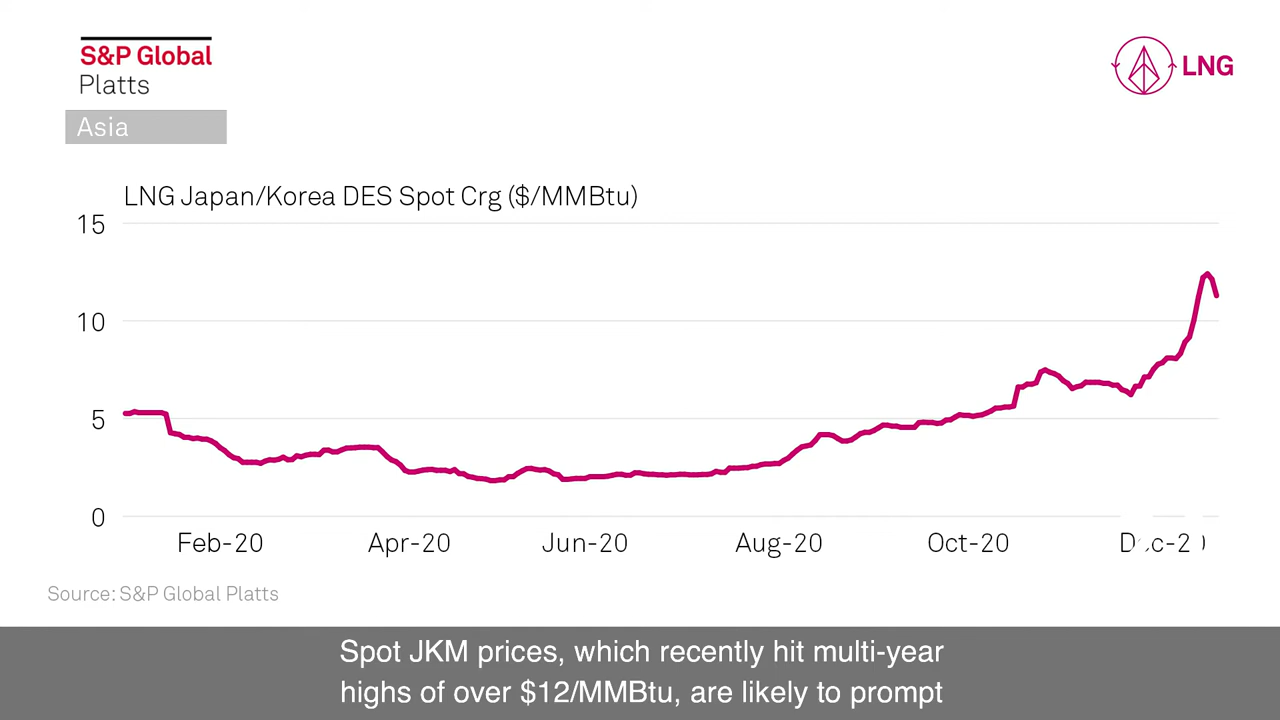 S&P Global
Platts
LNG
Asia
LNG Japan/Korea DES Spot Crg ($/MMBtu)
15
10
5
0
Feb-20 Apr-20 Jun-20 Aug-20 Oct-20
Source: S&P Global Platts
Spot JKM prices, which recently hit multi-year
highs of over $12/MMBtu, are likely to prompt